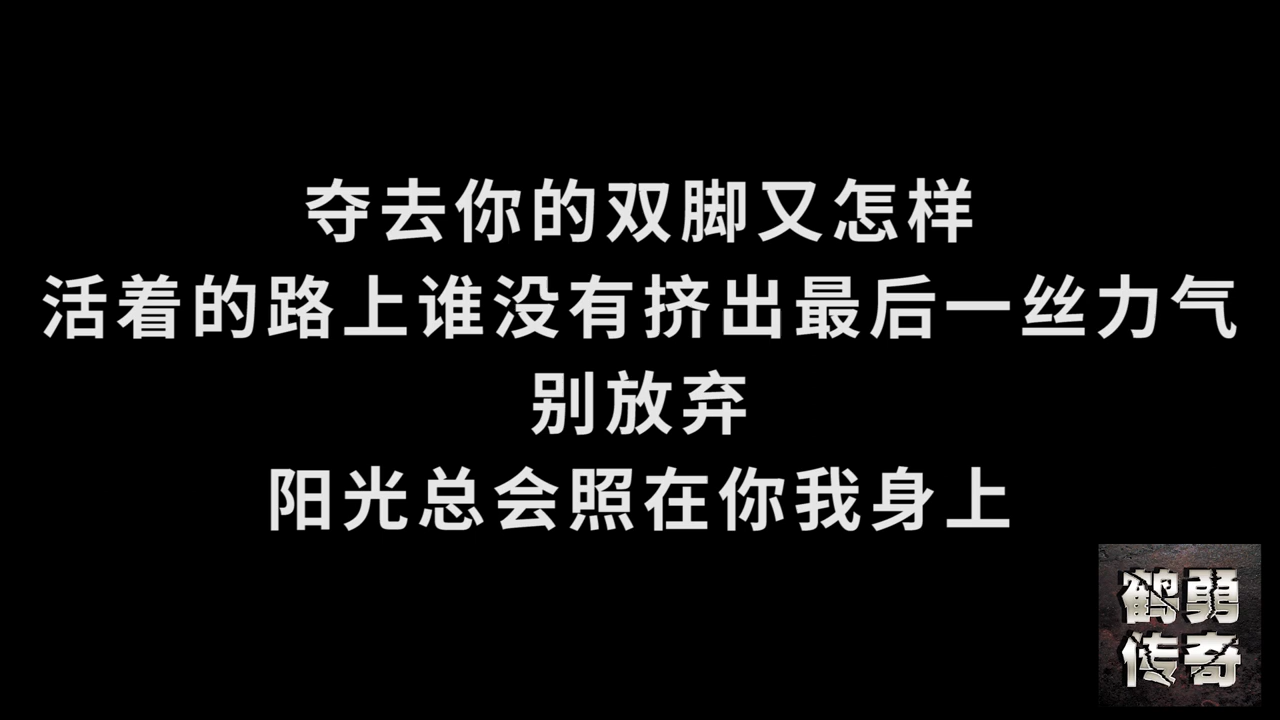 夺去你的双脚又怎样
活着的路上谁没有挤出最后一丝力气
别放弃
阳光总会照在你我身上
鹤勇
传奇